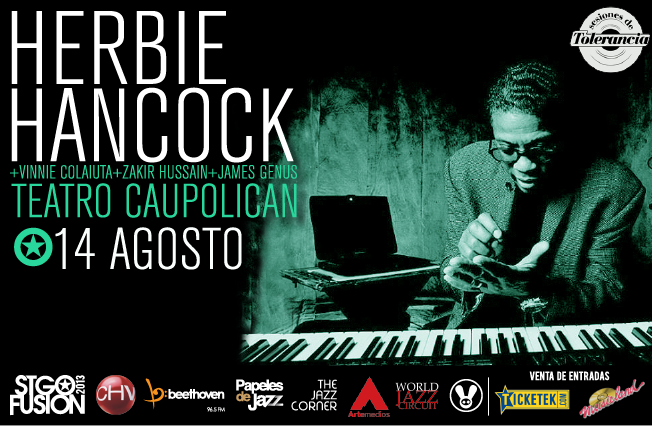 HERBIE
HANCOCK
+VINNIE COLAIUTA+ZAKIR HUSSAIN+JAMES GENUS
TEATRO CAUPOLICAN
14 AGOSTO
sesiones de
Tolerancia
STGO
FUSION
2013
CHV
b:beethoven
96.5 FM
Papeles
de jazz
THE
JAZZ
CORNER
Artemedios
WORLD
JAZZ
CIRCUIT
VENTA DE ENTRADAS
TICKETEK.COM